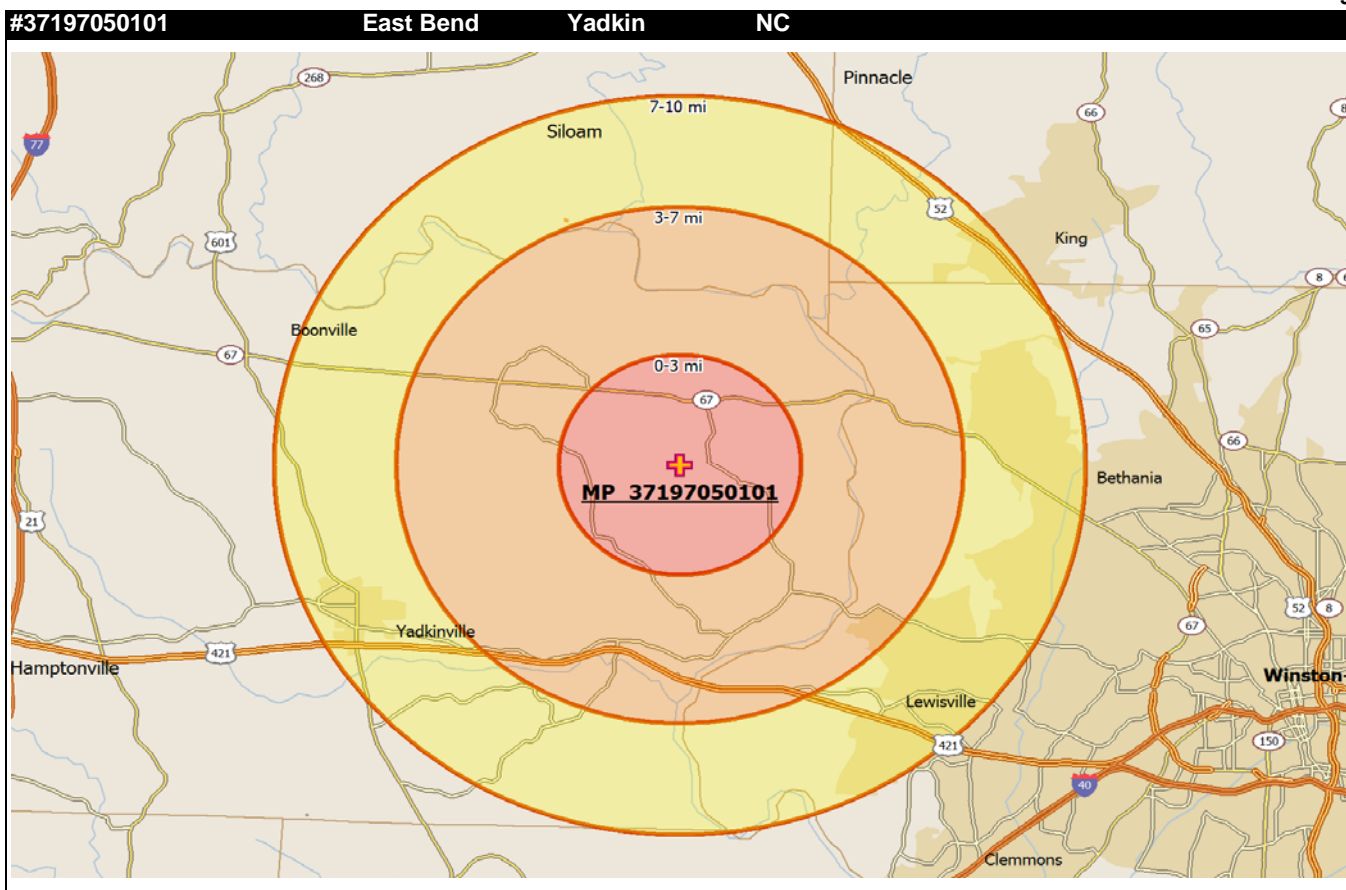 #37197050101 East Bend Yadkin NC
Pinnacle
268
7-10 mi
66
Siloam
77
52
3-7 mi
King
601
8
Boonville
65
67
0-3 mi
67
66
Bethania
MP 37197050101
21
52
8
67
Yadkinville
421
Hamptonville
Winston-
Lewisville
421
150
40
Clemmons